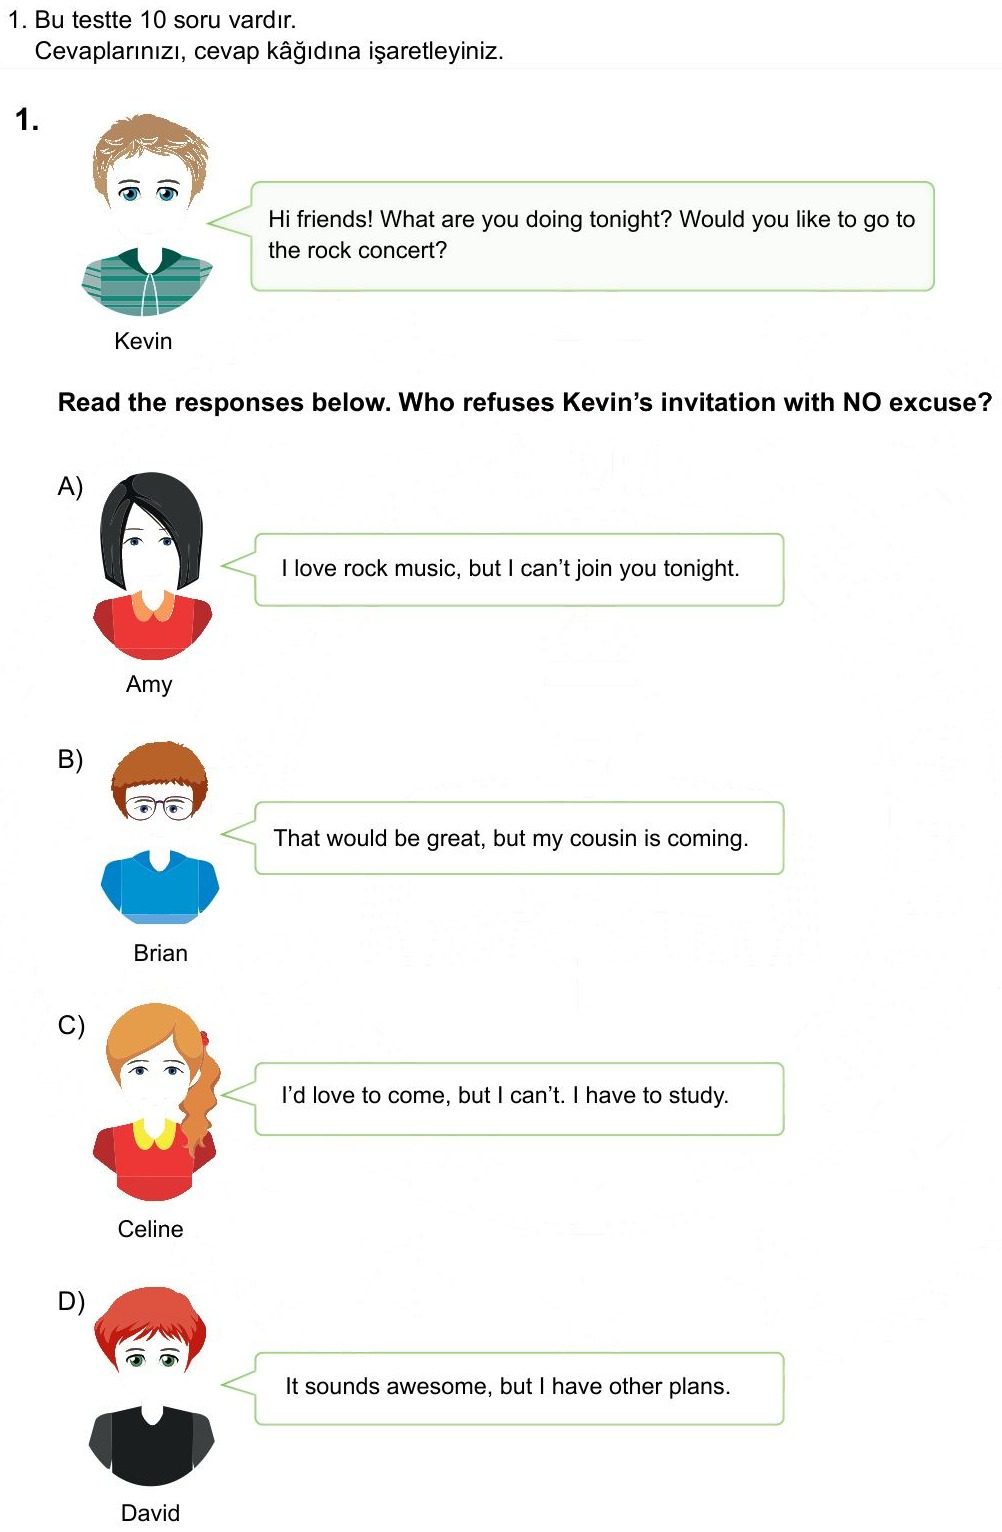 1. Bu testte 10 soru vardır.
Cevaplarınızı, cevap kâğıdına işaretleyiniz.
1.
Hi friends! What are you doing tonight? Would you like to go to
the rock concert?
Kevin
Read the responses below. Who refuses Kevin’s invitation with NO excuse?
A)
I love rock music, but I can’t join you tonight.
Amy
B)
That would be great, but my cousin is coming.
Brian
C)
I’d love to come, but I can’t. I have to study.
Celine
D)
It sounds awesome, but I have other plans.
David